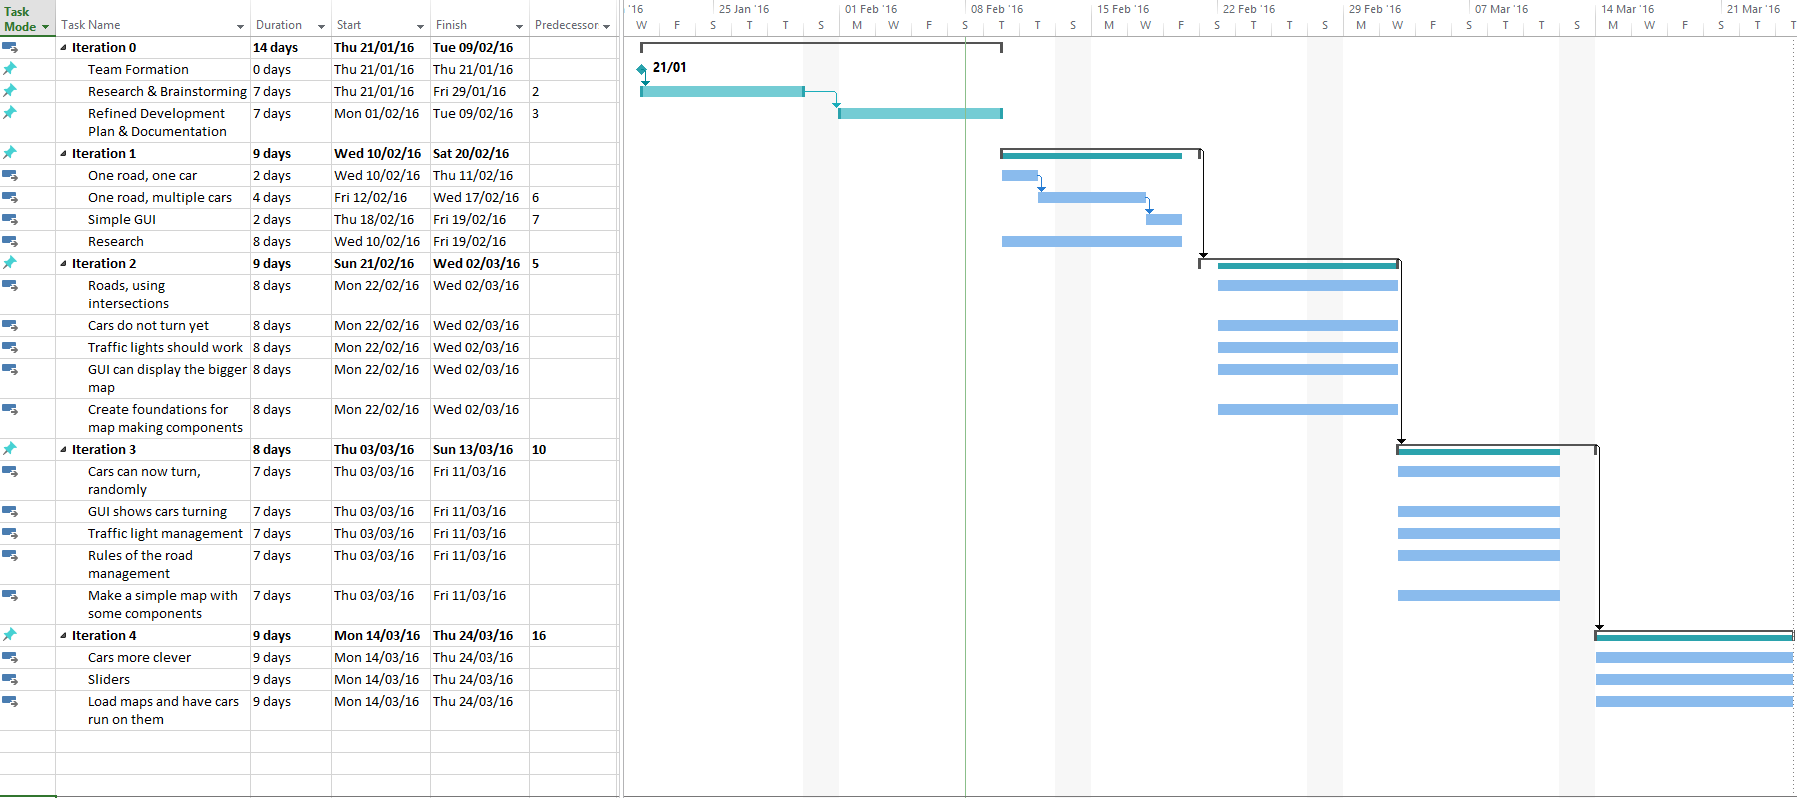 Task Mode Task Name Duration Start Finish Predecessor
'16 25 Jan '16 01 Feb '16 08 Feb '16 15 Feb '16 22 Feb '16 29 Feb '16 07 Mar '16 14 Mar '16 21 Mar '16
W F S T T S M W F S T T S M W F S T T S M W F S T T S M W F S T
Iteration 0 14 days Thu 21/01/16 Tue 09/02/16
Team Formation 0 days Thu 21/01/16 Thu 21/01/16 21/01
Research & Brainstorming 7 days Thu 21/01/16 Fri 29/01/16 2
Refined Development 7 days Mon 01/02/16 Tue 09/02/16 3
Plan & Documentation
Iteration 1 9 days Wed 10/02/16 Sat 20/02/16
One road, one car 2 days Wed 10/02/16 Thu 11/02/16
One road, multiple cars 4 days Fri 12/02/16 Wed 17/02/16 6
Simple GUI 2 days Thu 18/02/16 Fri 19/02/16 7
Research 8 days Wed 10/02/16 Fri 19/02/16
Iteration 2 9 days Sun 21/02/16 Wed 02/03/16 5
Roads, using 8 days Mon 22/02/16 Wed 02/03/16
intersections
Cars do not turn yet 8 days Mon 22/02/16 Wed 02/03/16
Traffic lights should work 8 days Mon 22/02/16 Wed 02/03/16
GUI can display the bigger 8 days Mon 22/02/16 Wed 02/03/16
map
Create foundations for 8 days Mon 22/02/16 Wed 02/03/16
map making components
Iteration 3 8 days Thu 03/03/16 Sun 13/03/16 10
Cars can now turn, 7 days Thu 03/03/16 Fri 11/03/16
randomly
GUI shows cars turning 7 days Thu 03/03/16 Fri 11/03/16
Traffic light management 7 days Thu 03/03/16 Fri 11/03/16
Rules of the road 7 days Thu 03/03/16 Fri 11/03/16
management
Make a simple map with 7 days Thu 03/03/16 Fri 11/03/16
some components
Iteration 4 9 days Mon 14/03/16 Thu 24/03/16 16
Cars more clever 9 days Mon 14/03/16 Thu 24/03/16
Sliders 9 days Mon 14/03/16 Thu 24/03/16
Load maps and have cars 9 days Mon 14/03/16 Thu 24/03/16
run on them